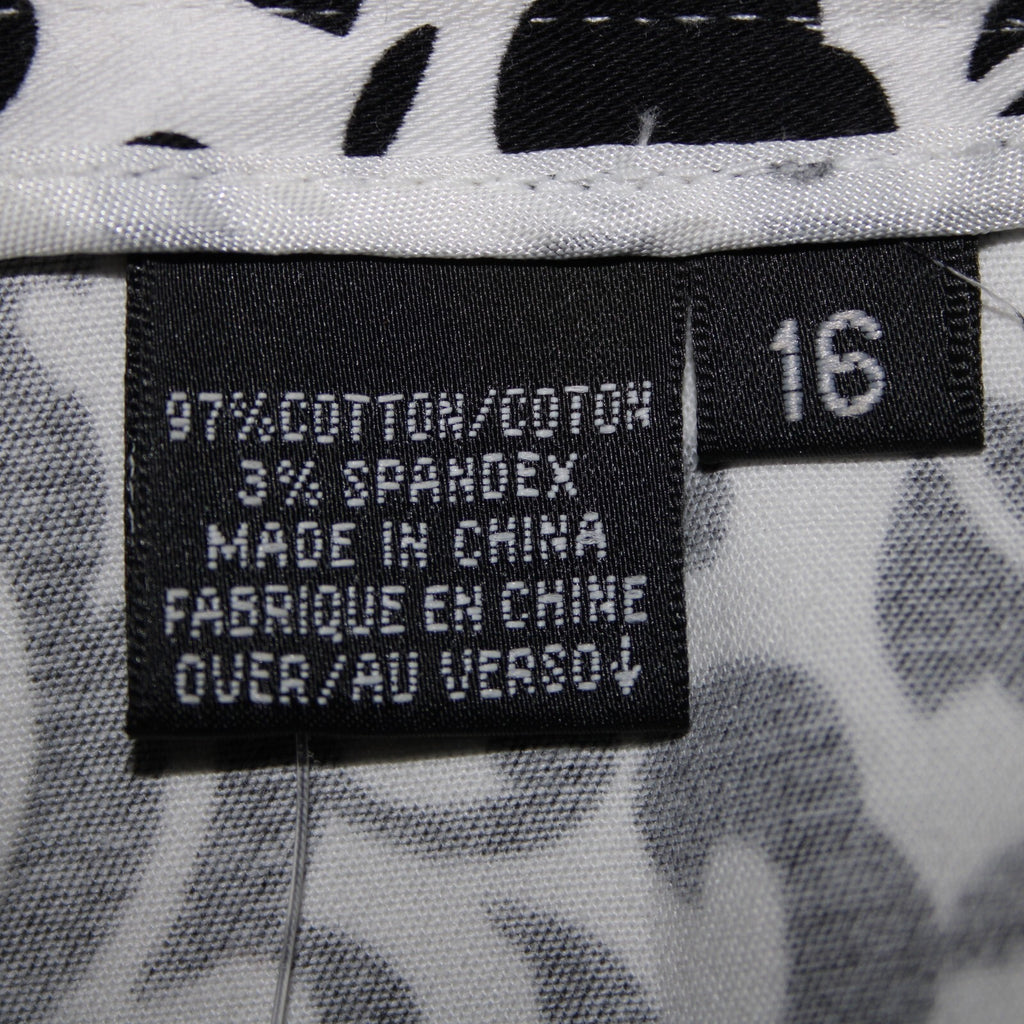 97%COTTON/COTON
3% SPANDEX
MADE IN CHINA
FABRIQUE EN CHINE
OVER/AU VERSO↓
16